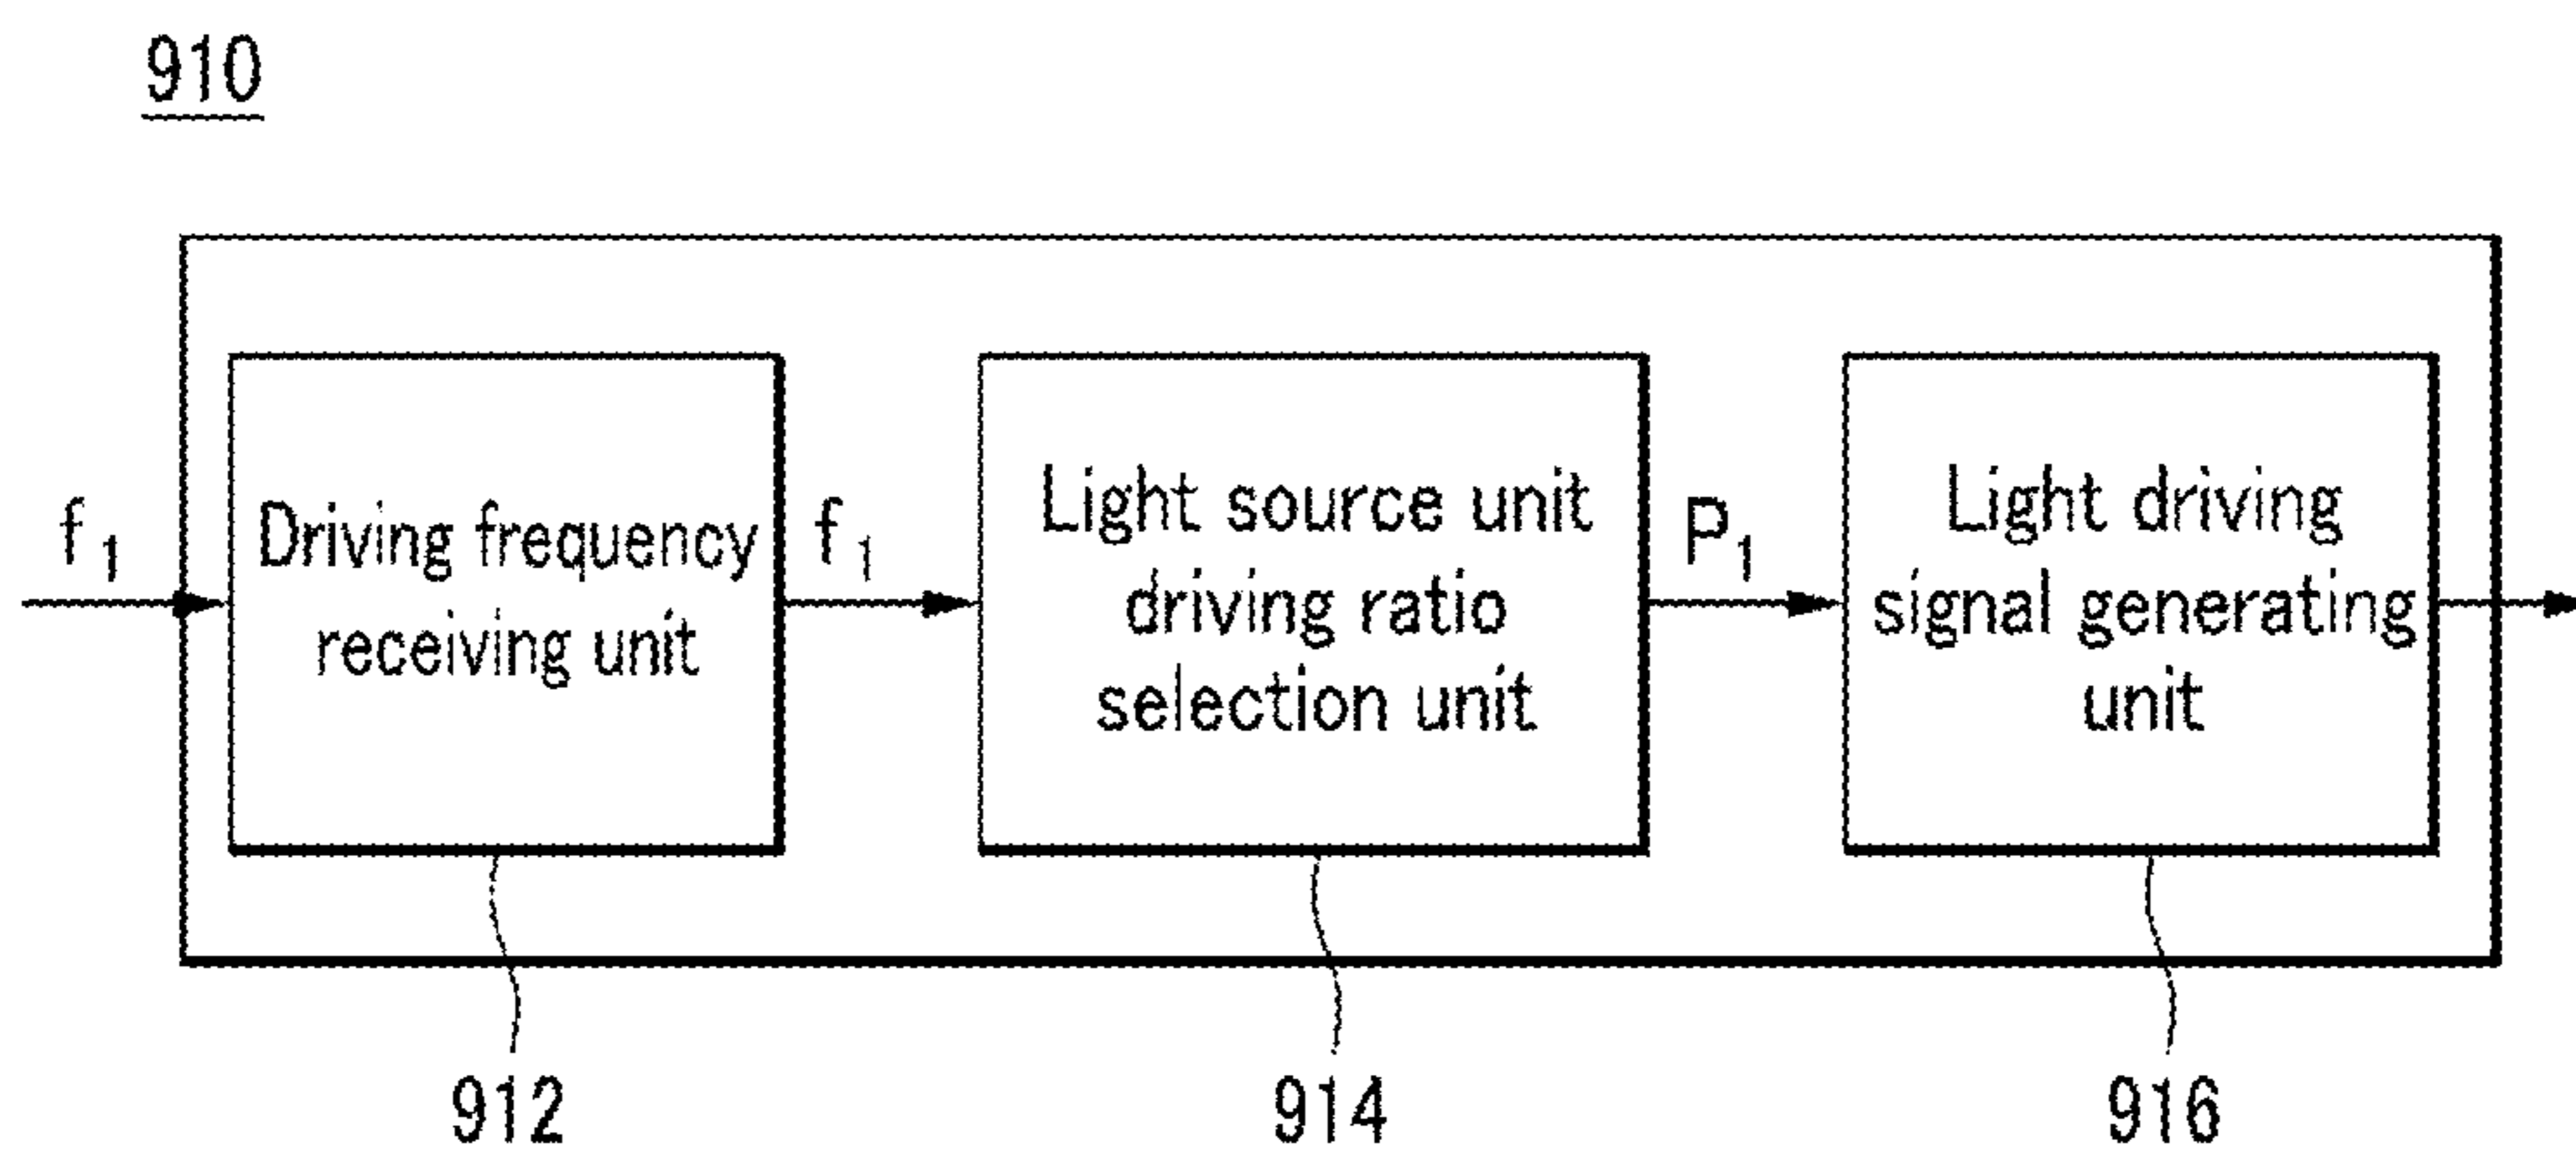 910
f1
Driving frequency
receiving unit
f1
Light source unit
driving ratio
selection unit
P1
Light driving
signal generating
unit
912
914
916